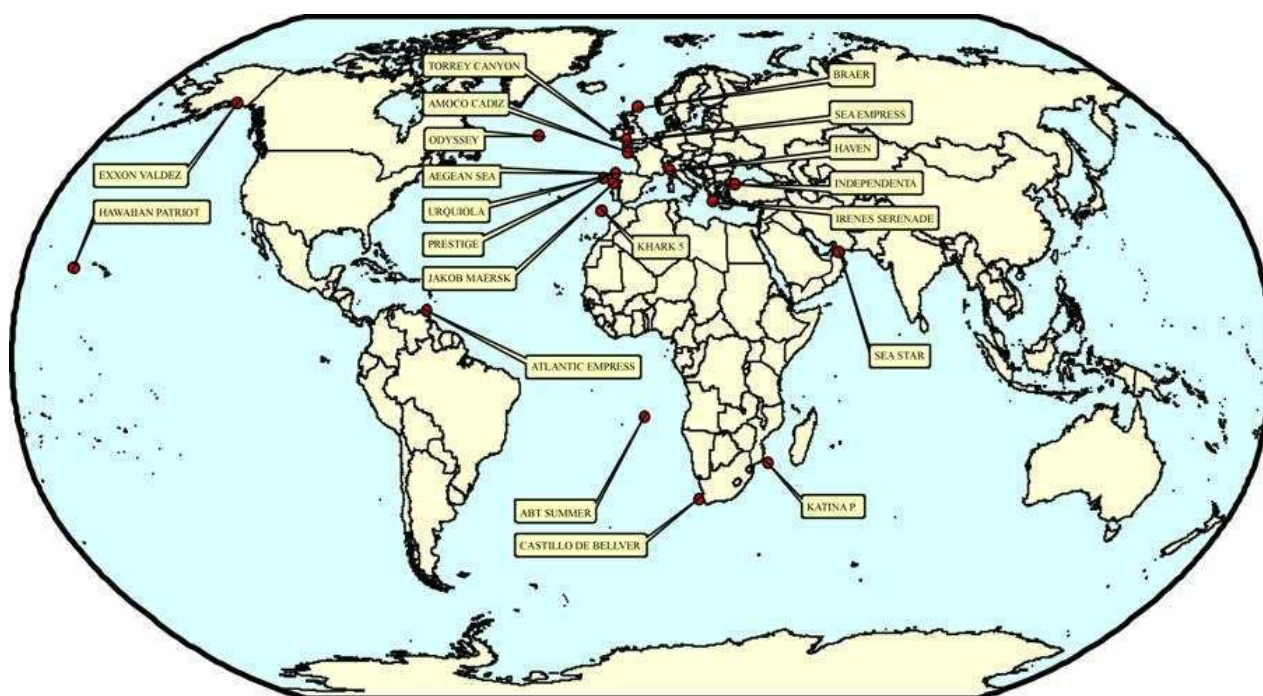 TORREY CANYON
BRAER
AMOCO CADIZ
SEA EMPRESS
ODYSSEY
HAVEN
EXXON VALDEZ
AEGEAN SEA
INDEPENDENTA
HAWAIIAN PATRIOT
URQUIOLA
IRENES SERENADE
PRESTIGE
KHARK 5
JAKOB MAERSK
SEA STAR
ATLANTIC EMPRESS
ABT SUMMER
KATINA P.
CASTILLO DE BELLVER